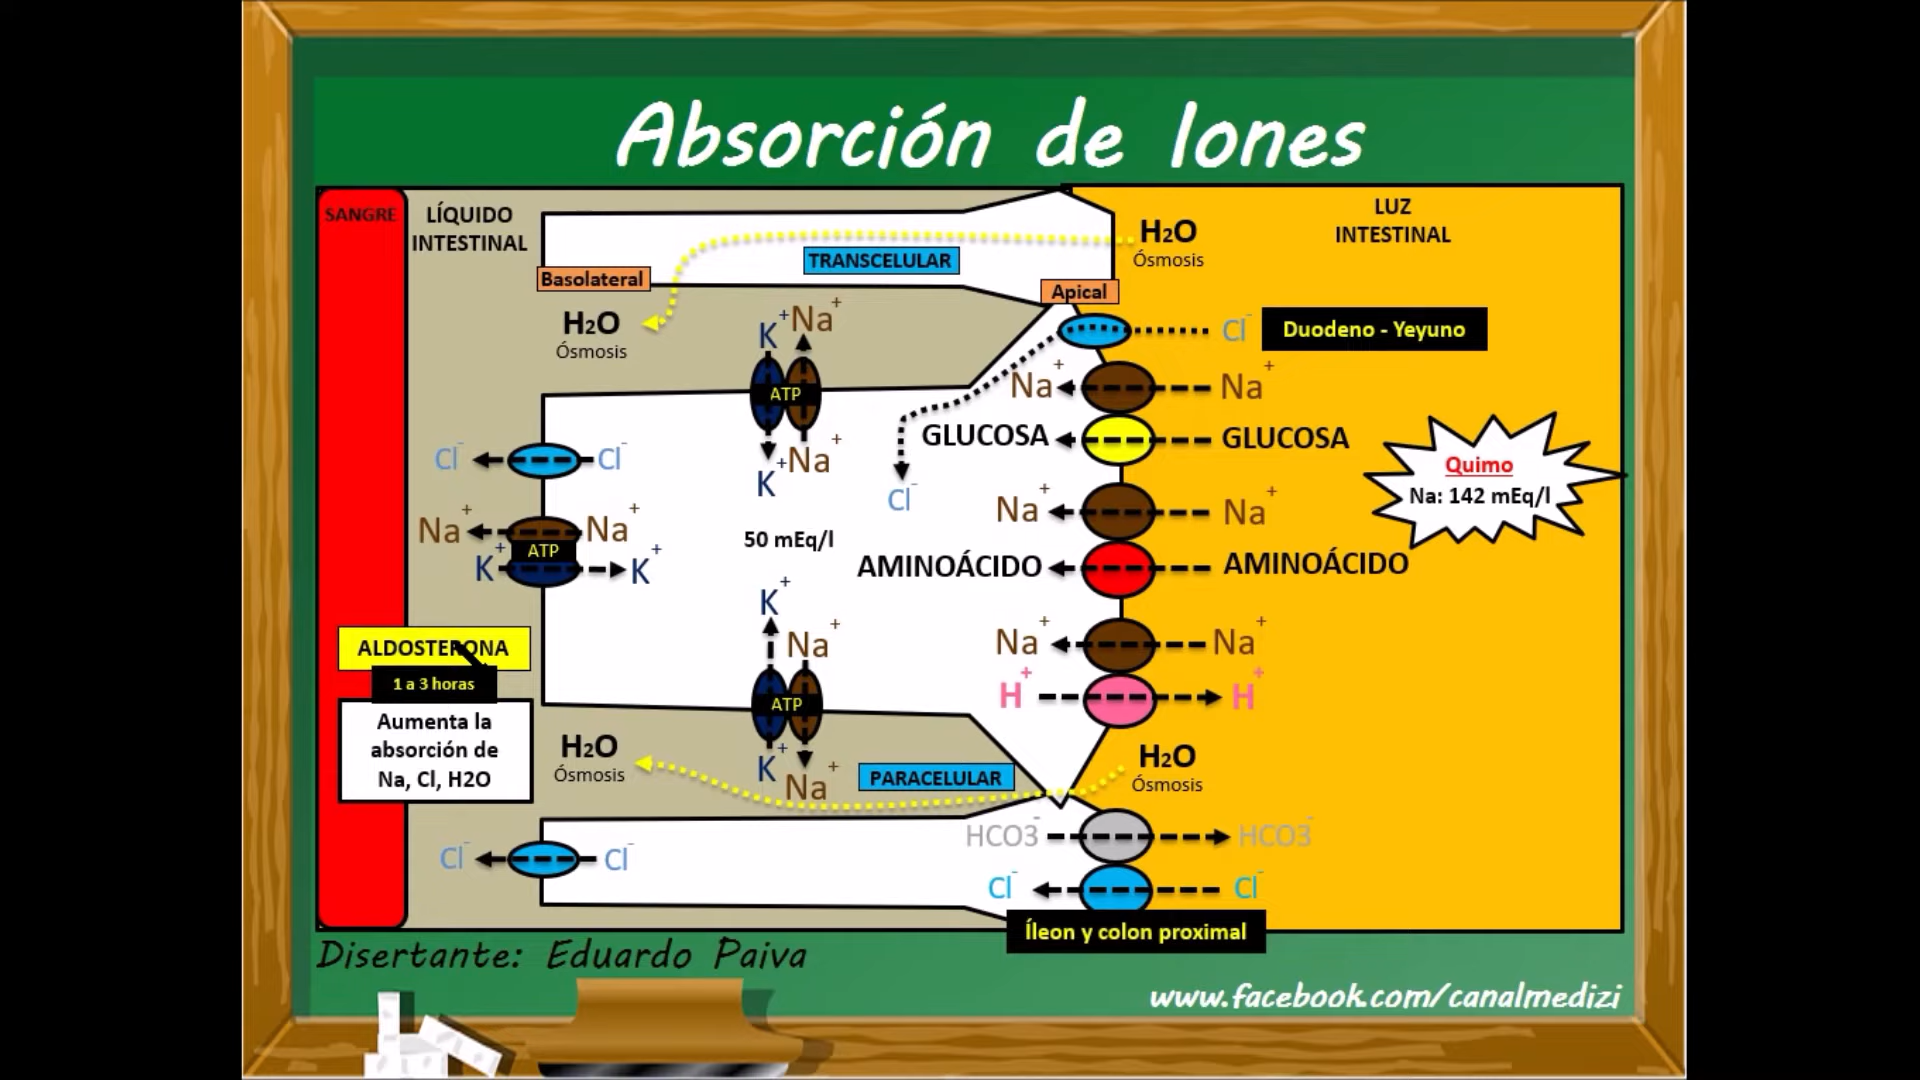 Absorción de Iones
SANGRE
LÍQUIDO
INTESTINAL
LUZ
INTESTINAL
H2O
Ósmosis
TRANSCELULAR
Basolateral
Apical
H2O
Ósmosis
K+ Na+
Cl-
Duodeno - Yeyuno
ATP
Na+
Na+
GLUCOSA
GLUCOSA
Cl-
Cl-
Na+
K+
Cl-
Quimo
Na: 142 mEq/l
Na+
Na+
Na+
Na+
ATP
K+
K+
50 mEq/l
AMINOÁCIDO
AMINOÁCIDO
K+
Na+
Na+
Na+
ALDOSTERONA
1 a 3 horas
H+
H+
ATP
Aumenta la
absorción de
Na, Cl, H2O
H2O
Ósmosis
K+
Na+
PARACELULAR
H2O
Ósmosis
HCO3-
HCO3-
Cl-
Cl-
Cl-
Cl-
Íleon y colon proximal
Disertante: Eduardo Paiva
www.facebook.com/canalmedizi